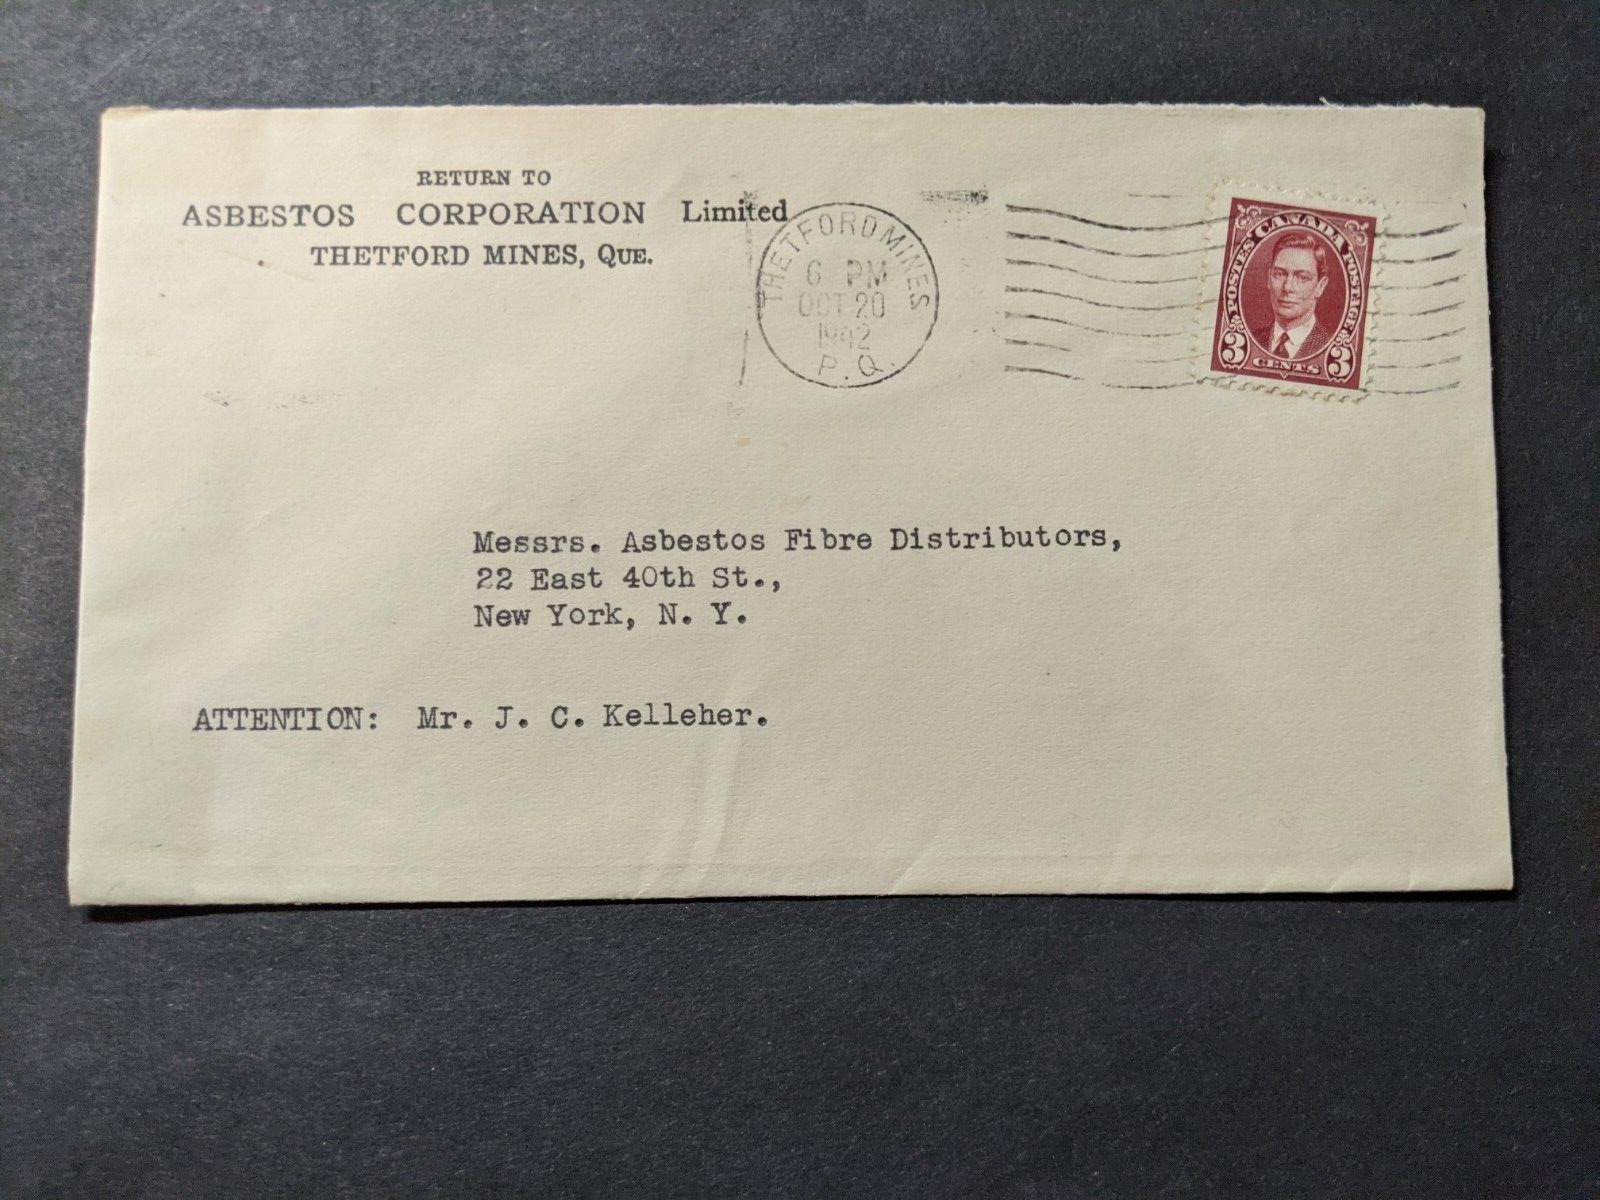 RETURN TO
ASBESTOS CORPORATION Limited
THETFORD MINES, QUE.
THETFORD MINES
6 PM
OCT 20
1942
P.Q.
POSTES CANADA POSTAGE
3 CENTS 3
Messrs. Asbestos Fibre Distributors,
22 East 40th St.,
New York, N. Y.
ATTENTION: Mr. J. C. Kelleher.